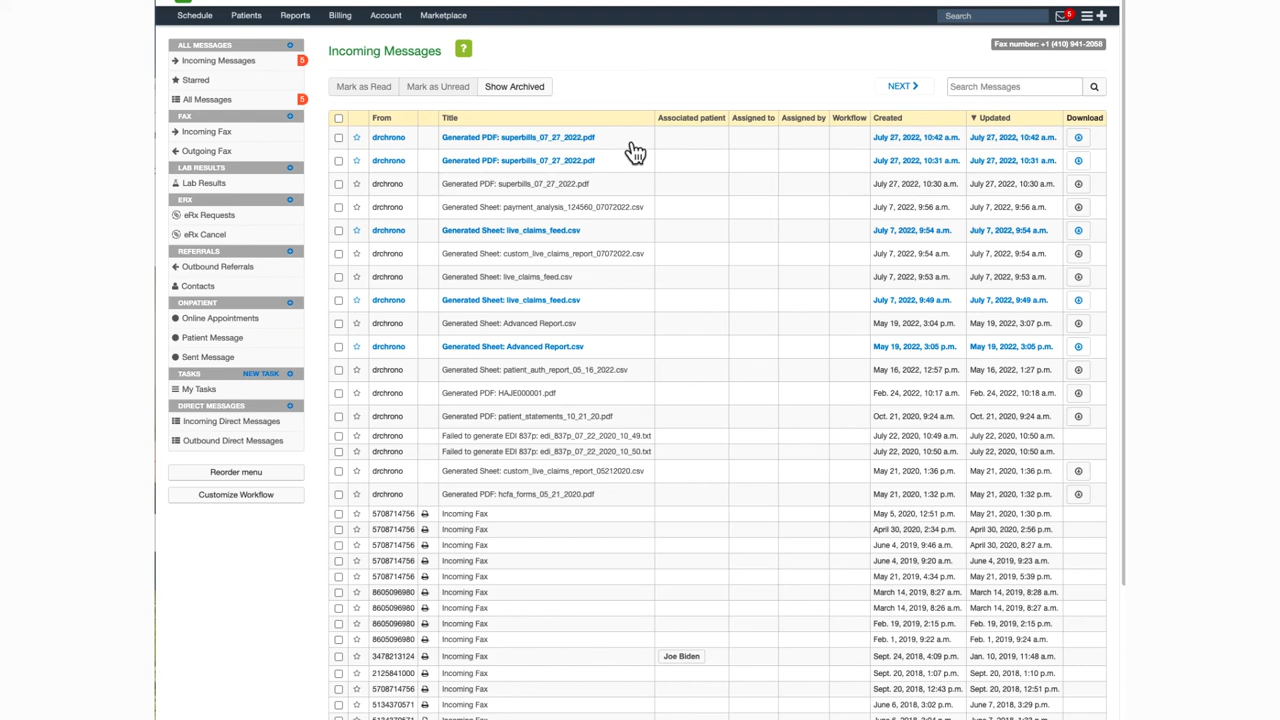 Schedule Patients Reports Billing Account Marketplace Search 5
ALL MESSAGES
Incoming Messages 5
Starred
All Messages 5
FAX
Incoming Fax
Outgoing Fax
LAB RESULTS
Lab Results
ERX
eRx Requests
eRx Cancel
REFERRALS
Outbound Referrals
Contacts
ONPATIENT
Online Appointments
Patient Message
Sent Message
TASKS NEW TASK
My Tasks
DIRECT MESSAGES
Incoming Direct Messages
Outbound Direct Messages
Reorder menu
Customize Workflow
Incoming Messages ?
Fax number: +1 (410) 941-2058
Mark as Read Mark as Unread Show Archived NEXT Search Messages
From Title Associated patient Assigned to Assigned by Workflow Created ▼ Updated Download
drchrono Generated PDF: superbills_07_27_2022.pdf July 27, 2022, 10:42 a.m. July 27, 2022, 10:42 a.m.
drchrono Generated PDF: superbills_07_27_2022.pdf July 27, 2022, 10:31 a.m. July 27, 2022, 10:31 a.m.
drchrono Generated PDF: superbills_07_27_2022.pdf July 27, 2022, 10:30 a.m. July 27, 2022, 10:30 a.m.
drchrono Generated Sheet: payment_analysis_124560_07072022.csv July 7, 2022, 9:56 a.m. July 7, 2022, 9:56 a.m.
drchrono Generated Sheet: live_claims_feed.csv July 7, 2022, 9:54 a.m. July 7, 2022, 9:54 a.m.
drchrono Generated Sheet: custom_live_claims_report_07072022.csv July 7, 2022, 9:54 a.m. July 7, 2022, 9:54 a.m.
drchrono Generated Sheet: live_claims_feed.csv July 7, 2022, 9:53 a.m. July 7, 2022, 9:53 a.m.
drchrono Generated Sheet: live_claims_feed.csv July 7, 2022, 9:49 a.m. July 7, 2022, 9:49 a.m.
drchrono Generated Sheet: Advanced Report.csv May 19, 2022, 3:04 p.m. May 19, 2022, 3:07 p.m.
drchrono Generated Sheet: Advanced Report.csv May 19, 2022, 3:05 p.m. May 19, 2022, 3:05 p.m.
drchrono Generated Sheet: patient_auth_report_05_16_2022.csv May 16, 2022, 12:57 p.m. May 16, 2022, 1:27 p.m.
drchrono Generated PDF: HAJE000001.pdf Feb. 24, 2022, 10:17 a.m. Feb. 24, 2022, 10:18 a.m.
drchrono Generated PDF: patient_statements_10_21_20.pdf Oct. 21, 2020, 9:24 a.m. Oct. 21, 2020, 9:24 a.m.
drchrono Failed to generate EDI 837p: edi_837p_07_22_2020_10_49.txt July 22, 2020, 10:49 a.m. July 22, 2020, 10:50 a.m.
drchrono Failed to generate EDI 837p: edi_837p_07_22_2020_10_50.txt July 22, 2020, 10:50 a.m. July 22, 2020, 10:50 a.m.
drchrono Generated Sheet: custom_live_claims_report_05212020.csv May 21, 2020, 1:36 p.m. May 21, 2020, 1:36 p.m.
drchrono Generated PDF: hcfa_forms_05_21_2020.pdf May 21, 2020, 1:32 p.m. May 21, 2020, 1:32 p.m.
5708714756 Incoming Fax May 5, 2020, 12:51 p.m. May 21, 2020, 1:30 p.m.
5708714756 Incoming Fax April 30, 2020, 2:34 p.m. April 30, 2020, 2:56 p.m.
5708714756 Incoming Fax June 4, 2019, 9:46 a.m. April 30, 2020, 8:27 a.m.
5708714756 Incoming Fax June 4, 2019, 9:20 a.m. June 4, 2019, 9:23 a.m.
5708714756 Incoming Fax May 21, 2019, 4:34 p.m. May 21, 2019, 5:39 p.m.
8605096980 Incoming Fax March 14, 2019, 8:27 a.m. March 14, 2019, 8:28 a.m.
8605096980 Incoming Fax March 14, 2019, 8:26 a.m. March 14, 2019, 8:27 a.m.
8605096980 Incoming Fax Feb. 19, 2019, 2:15 p.m. Feb. 19, 2019, 2:15 p.m.
8605096980 Incoming Fax Feb. 1, 2019, 9:22 a.m. Feb. 1, 2019, 9:24 a.m.
3478213124 Incoming Fax Joe Biden Sept. 24, 2018, 4:09 p.m. Jan. 10, 2019, 11:48 a.m.
2125841000 Incoming Fax Sept. 20, 2018, 1:07 p.m. Sept. 20, 2018, 1:07 p.m.
5708714756 Incoming Fax Sept. 20, 2018, 12:43 p.m. Sept. 20, 2018, 12:51 p.m.
5134370571 Incoming Fax June 6, 2018, 3:04 p.m. June 7, 2018, 3:29 p.m.